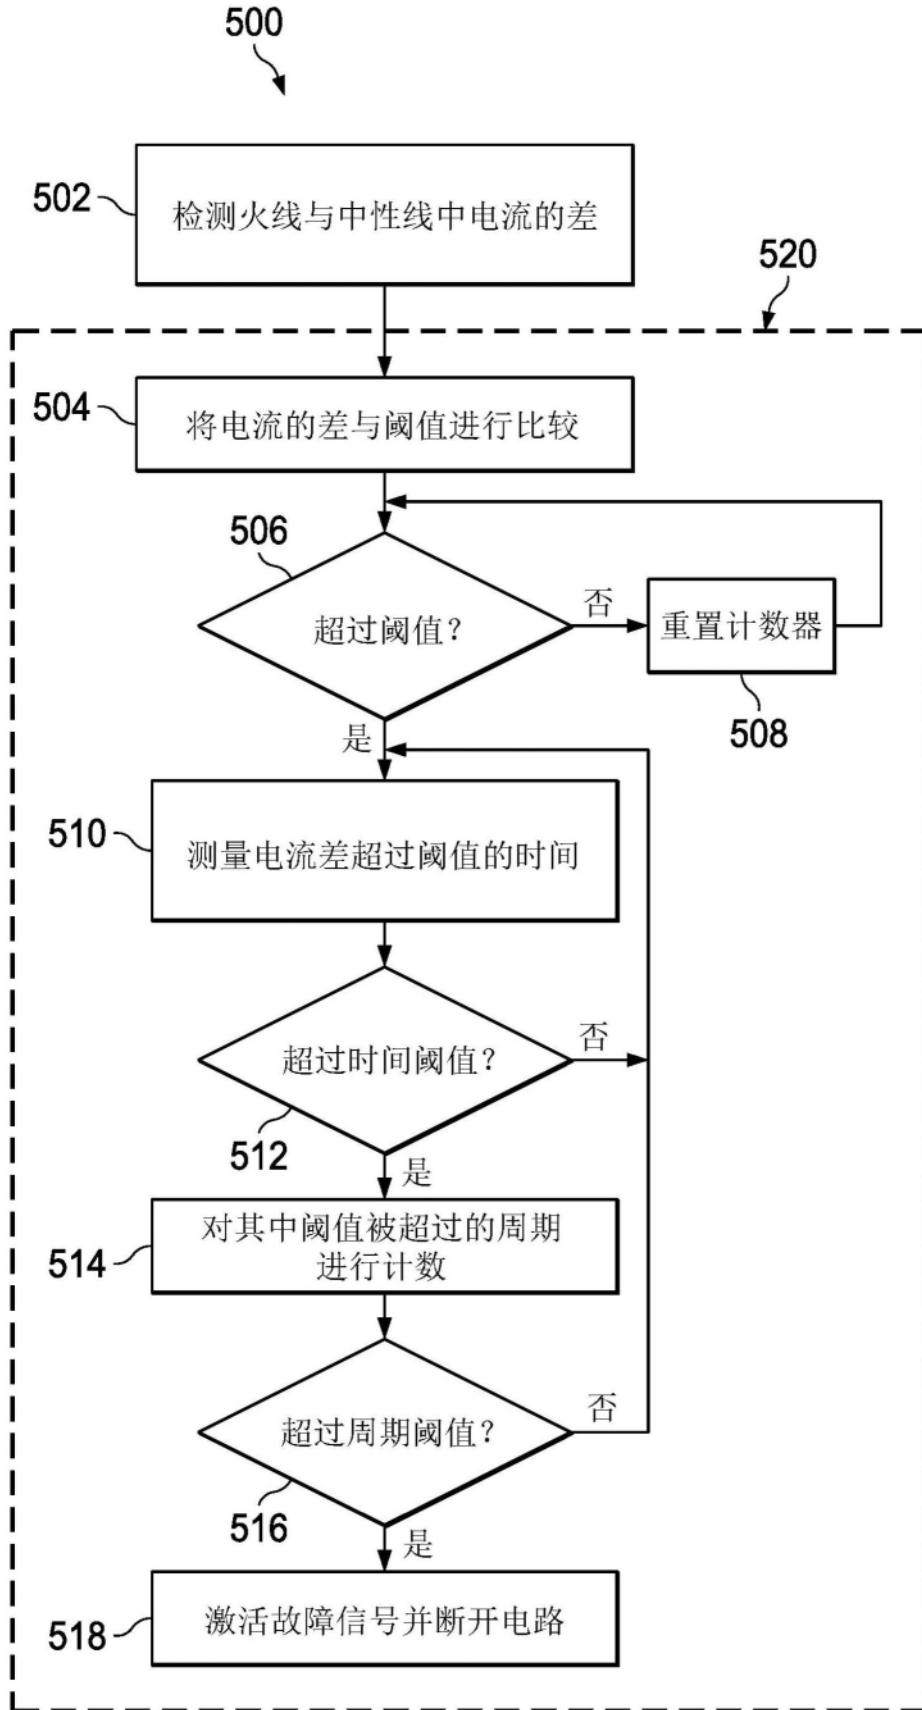 500
502
检测火线与中性线中电流的差
520
504
将电流的差与阈值进行比较
506
超过阈值？
否
重置计数器
508
是
510
测量电流差超过阈值的时间
超过时间阈值？
否
512
是
514
对其中阈值被超过的周期
进行计数
超过周期阈值？
否
516
是
518
激活故障信号并断开电路